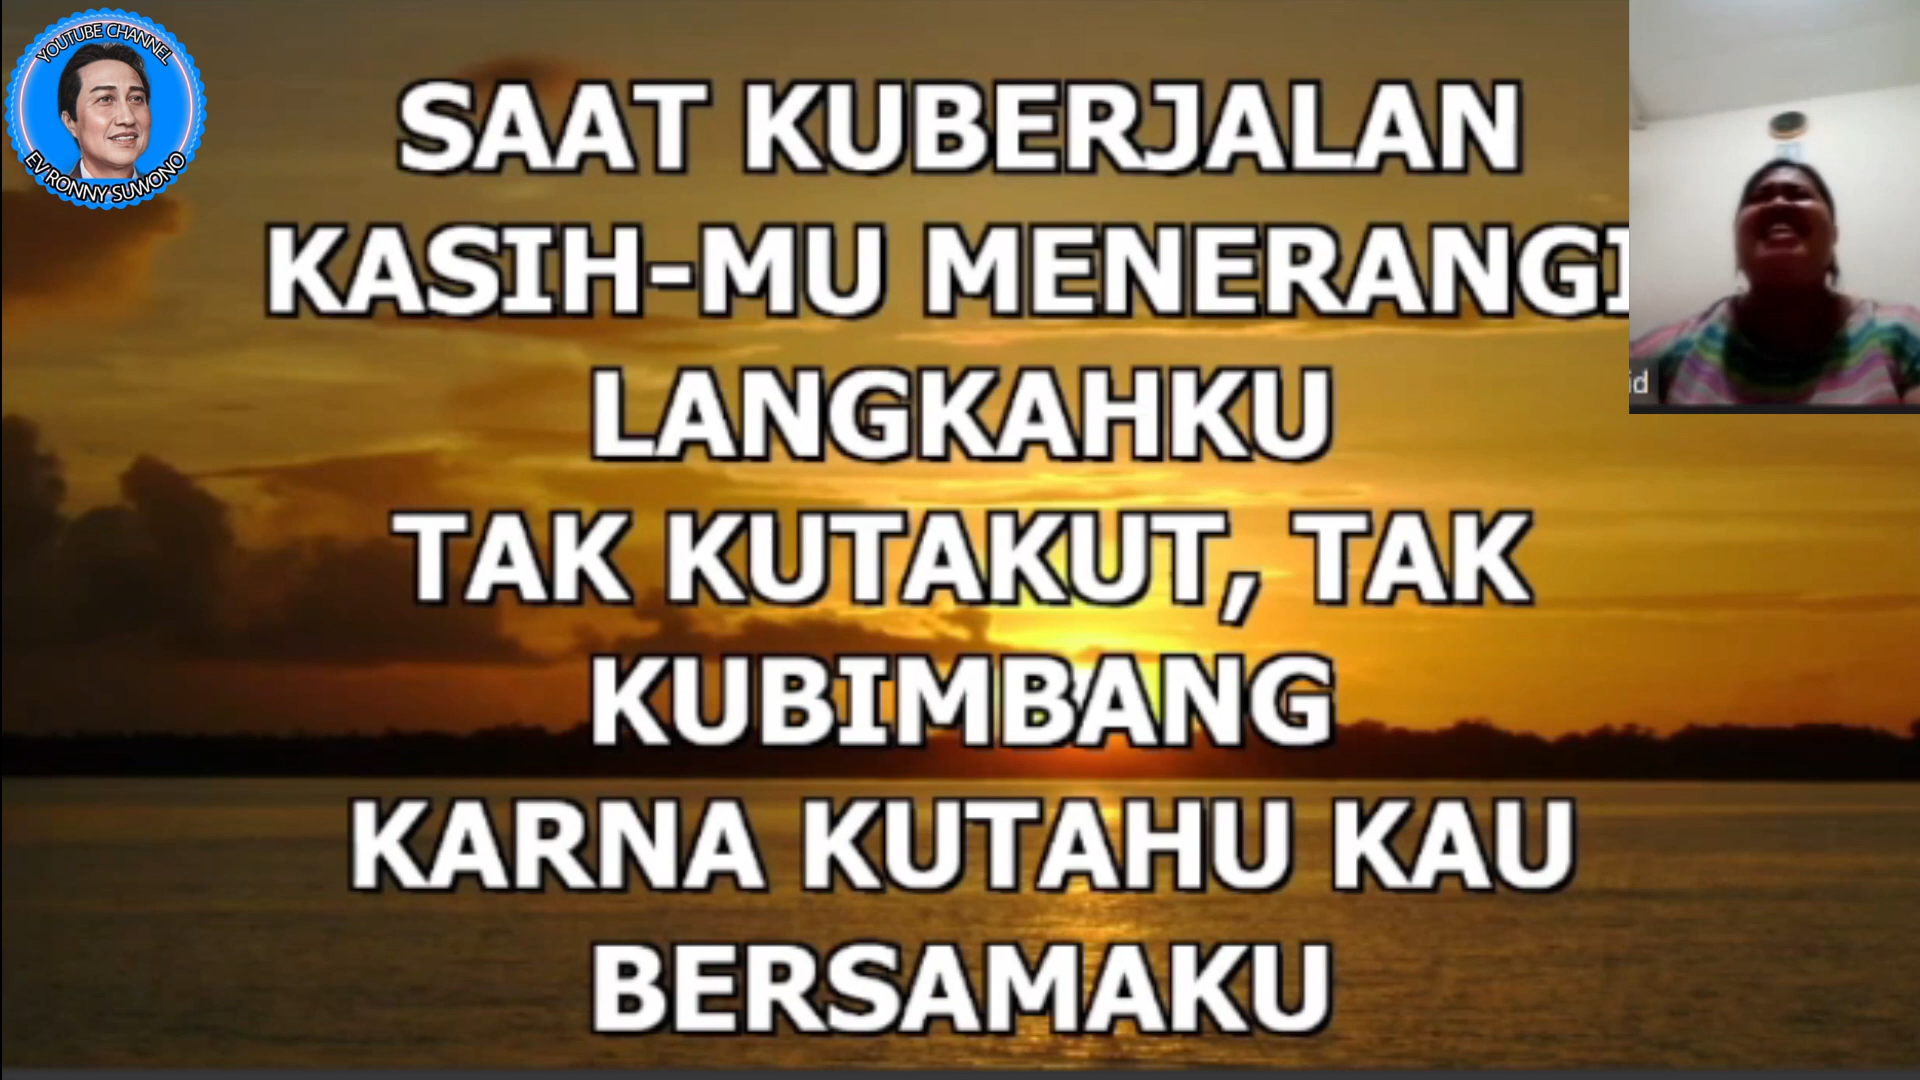 YOUTUBE CHANNEL
EV RONNY SUWONO
SAAT KUBERJALAN
KASIH-MU MENERANGI
LANGKAHKU
TAK KUTAKUT, TAK
KUBIMBANG
KARNA KUTAHU KAU
BERSAMAKU
id